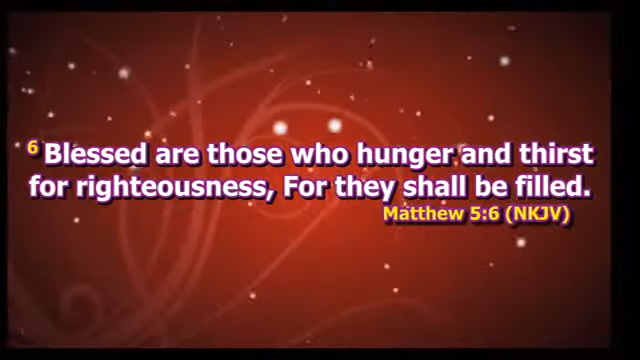 6 Blessed are those who hunger and thirst
for righteousness, For they shall be filled.
Matthew 5:6 (NKJV)